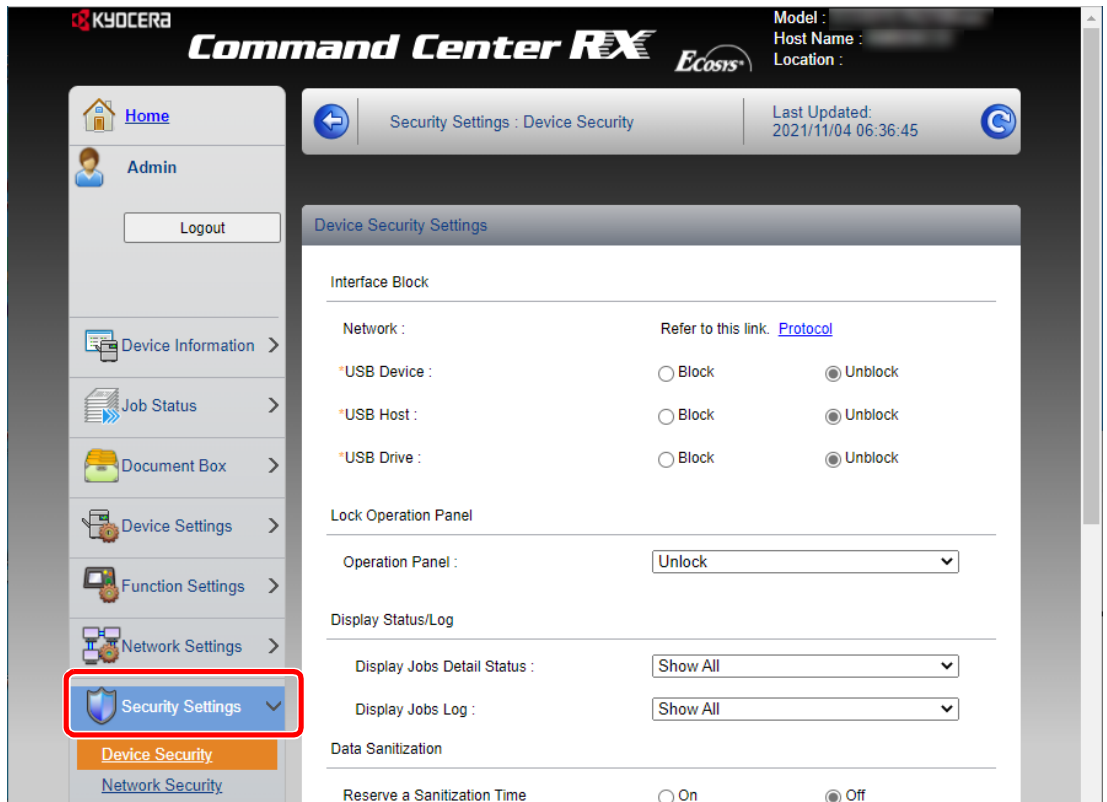 KYOCERA
Command Center RX
Ecosys
Model :
Host Name :
Location :
Home
Admin
Logout
Device Information
Job Status
Document Box
Device Settings
Function Settings
Network Settings
Security Settings
Device Security
Network Security
Security Settings : Device Security
Last Updated:
2021/11/04 06:36:45
Device Security Settings
Interface Block
Network : Refer to this link. Protocol
*USB Device : Block Unblock
*USB Host : Block Unblock
*USB Drive : Block Unblock
Lock Operation Panel
Operation Panel : Unlock
Display Status/Log
Display Jobs Detail Status : Show All
Display Jobs Log : Show All
Data Sanitization
Reserve a Sanitization Time On Off